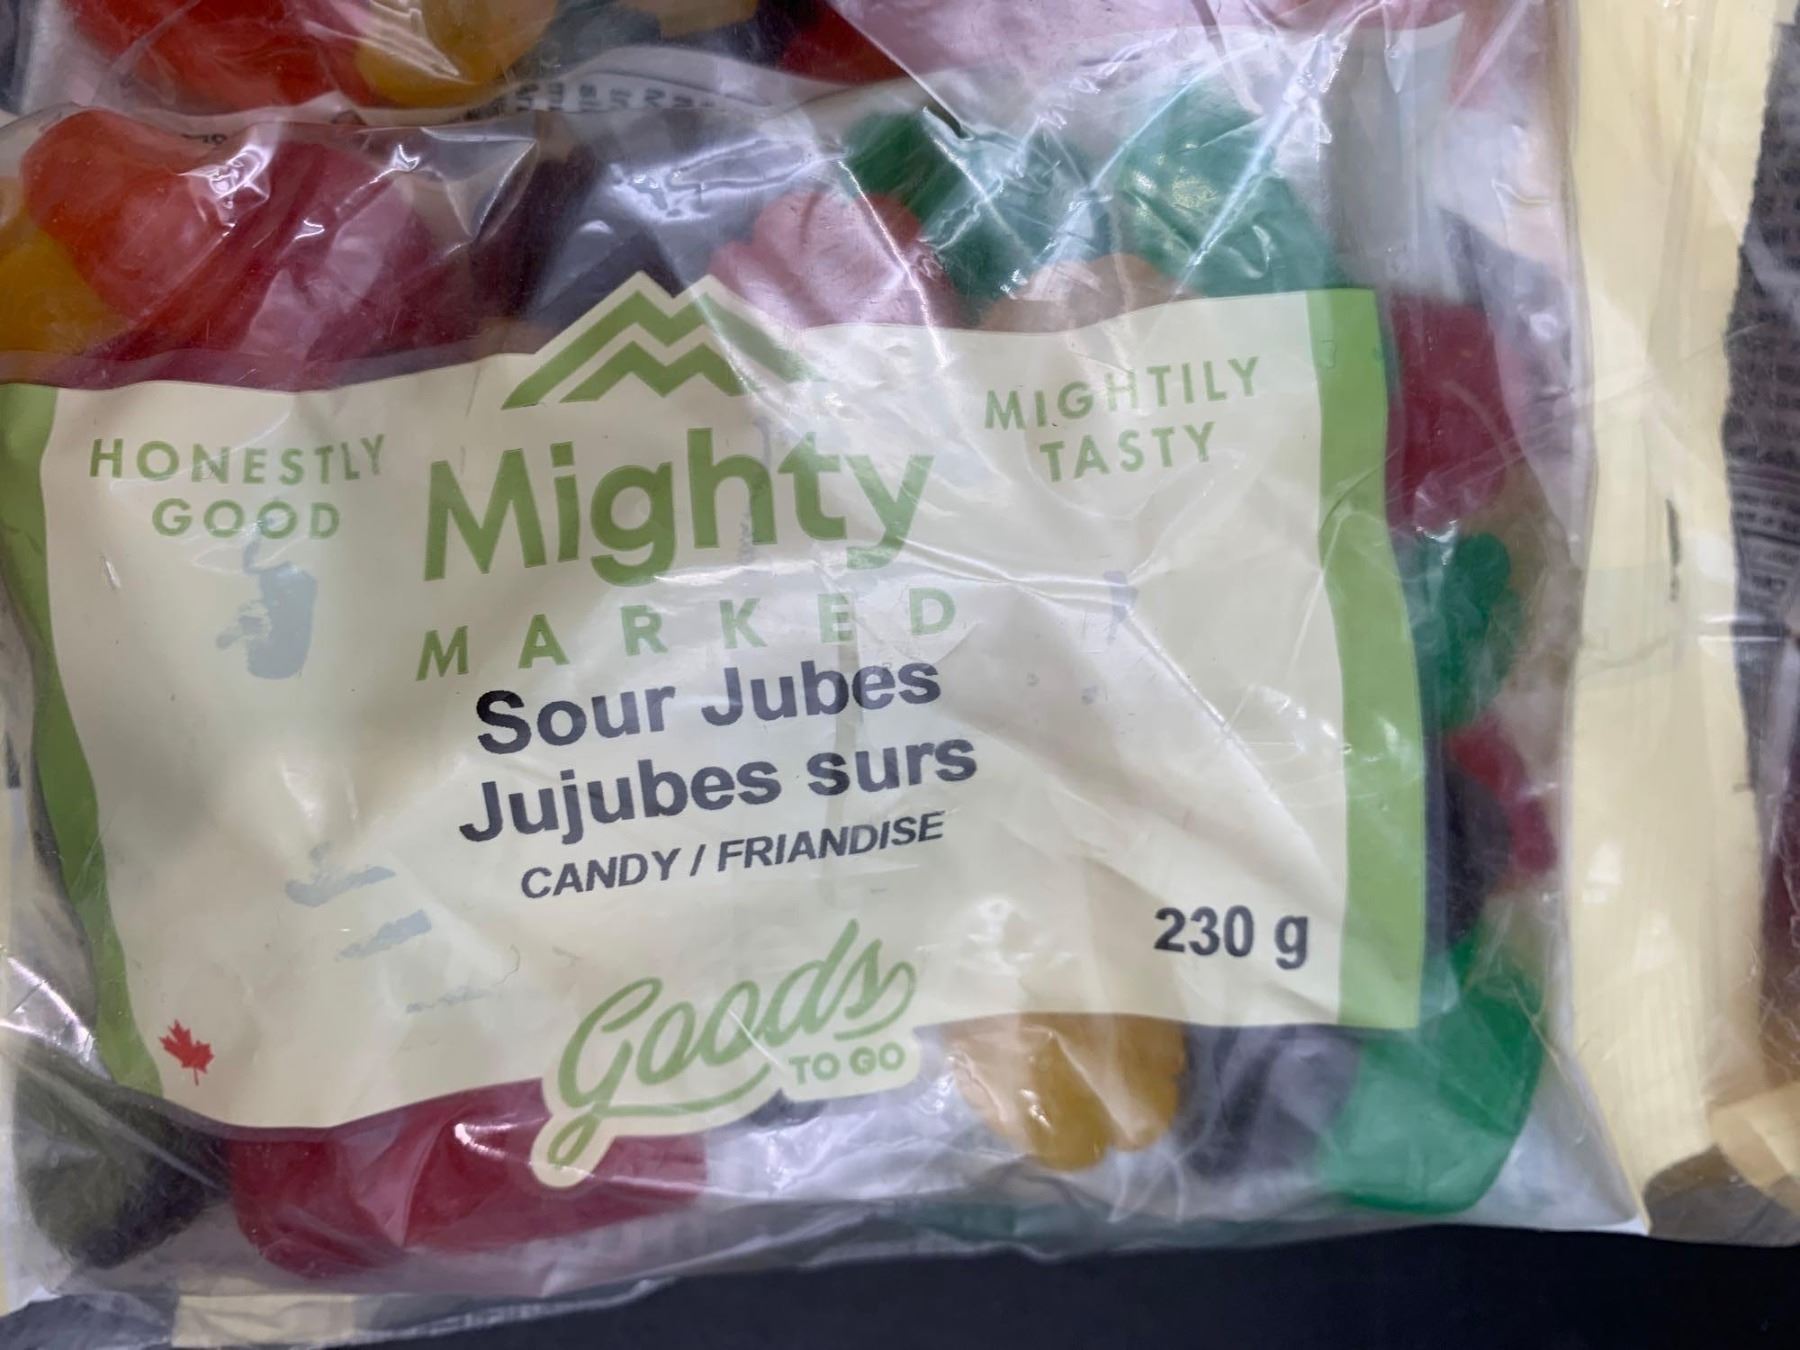 HONESTLY
GOOD
Mighty
MARKED
MIGHTILY
TASTY
Sour Jubes
Jujubes surs
CANDY / FRIANDISE
230 g
Goods
TO GO